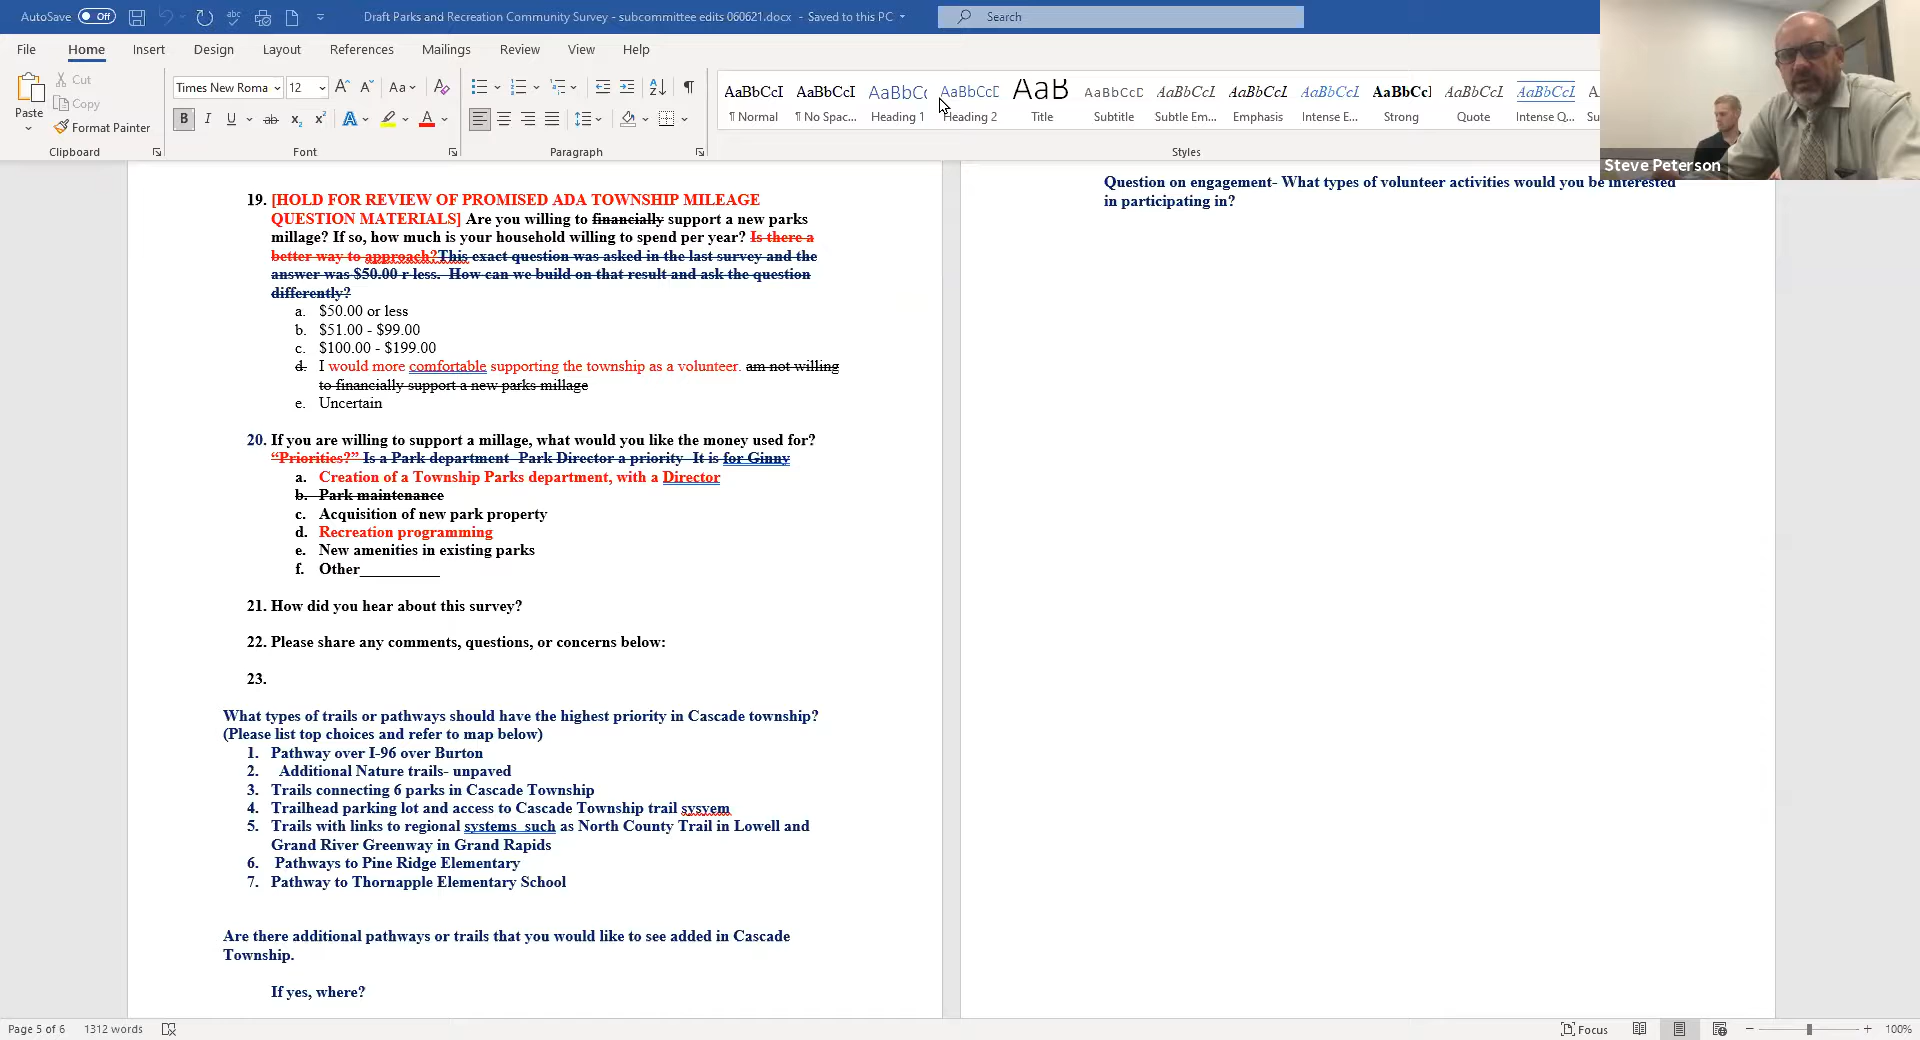 AutoSave Off
Draft Parks and Recreation Community Survey - subcommittee edits 060621.docx - Saved to this PC
Search
File Home Insert Design Layout References Mailings Review View Help
Paste
Cut
Copy
Format Painter
Clipboard
Times New Roma 12
Font
Paragraph
AaBbCcI AaBbCcI AaBbCc AaBbCcE AaB AaBbCcD AaBbCcL AaBbCcL AaBbCcI AaBbCcI AaBbCcL AaBbCcI
¶ Normal ¶ No Spac... Heading 1 Heading 2 Title Subtitle Subtle Em... Emphasis Intense E... Strong Quote Intense Q...
Styles
Steve Peterson
19. [HOLD FOR REVIEW OF PROMISED ADA TOWNSHIP MILEAGE
QUESTION MATERIALS] Are you willing to financially support a new parks
millage? If so, how much is your household willing to spend per year? Is there a
better way to approach?This exact question was asked in the last survey and the
answer was $50.00 r less. How can we build on that result and ask the question
differently?
a. $50.00 or less
b. $51.00 - $99.00
c. $100.00 - $199.00
d. I would more comfortable supporting the township as a volunteer. am not willing
to financially support a new parks millage
e. Uncertain
20. If you are willing to support a millage, what would you like the money used for?
“Priorities?” Is a Park department Park Director a priority It is for Ginny
a. Creation of a Township Parks department, with a Director
b. Park maintenance
c. Acquisition of new park property
d. Recreation programming
e. New amenities in existing parks
f. Other__________
21. How did you hear about this survey?
22. Please share any comments, questions, or concerns below:
23.
What types of trails or pathways should have the highest priority in Cascade township?
(Please list top choices and refer to map below)
1. Pathway over I-96 over Burton
2. Additional Nature trails- unpaved
3. Trails connecting 6 parks in Cascade Township
4. Trailhead parking lot and access to Cascade Township trail sysvem
5. Trails with links to regional systems such as North County Trail in Lowell and
Grand River Greenway in Grand Rapids
6. Pathways to Pine Ridge Elementary
7. Pathway to Thornapple Elementary School
Are there additional pathways or trails that you would like to see added in Cascade
Township.
If yes, where?
Question on engagement- What types of volunteer activities would you be interested
in participating in?
Page 5 of 6 1312 words
Focus
100%